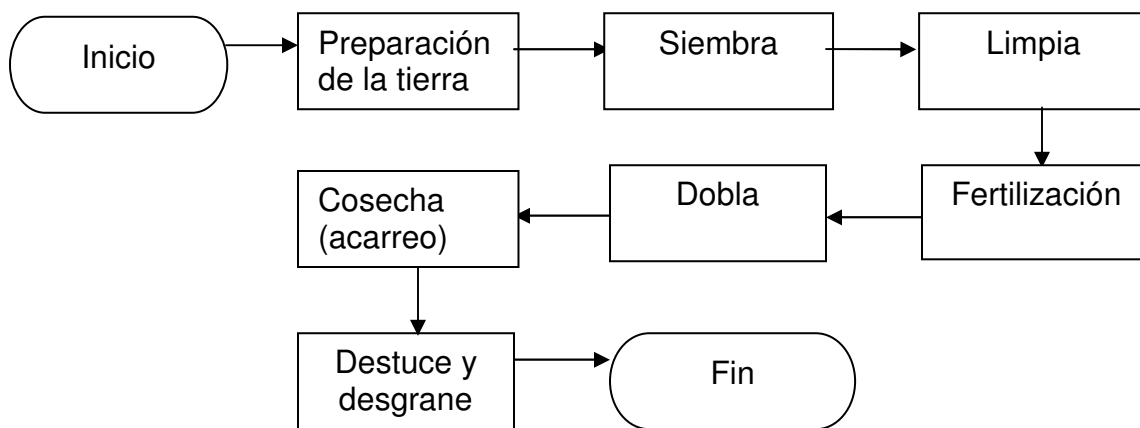 Inicio
Preparación
de la tierra
Siembra
Limpia
Fertilización
Dobla
Cosecha
(acarreo)
Destuce y
desgrane
Fin